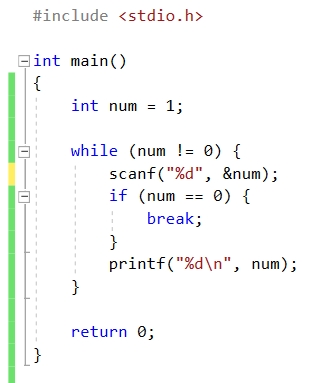 #include <stdio.h>
int main()
{
int num = 1;
while (num != 0) {
scanf("%d", &num);
if (num == 0) {
break;
}
printf("%d\n", num);
}
return 0;
}